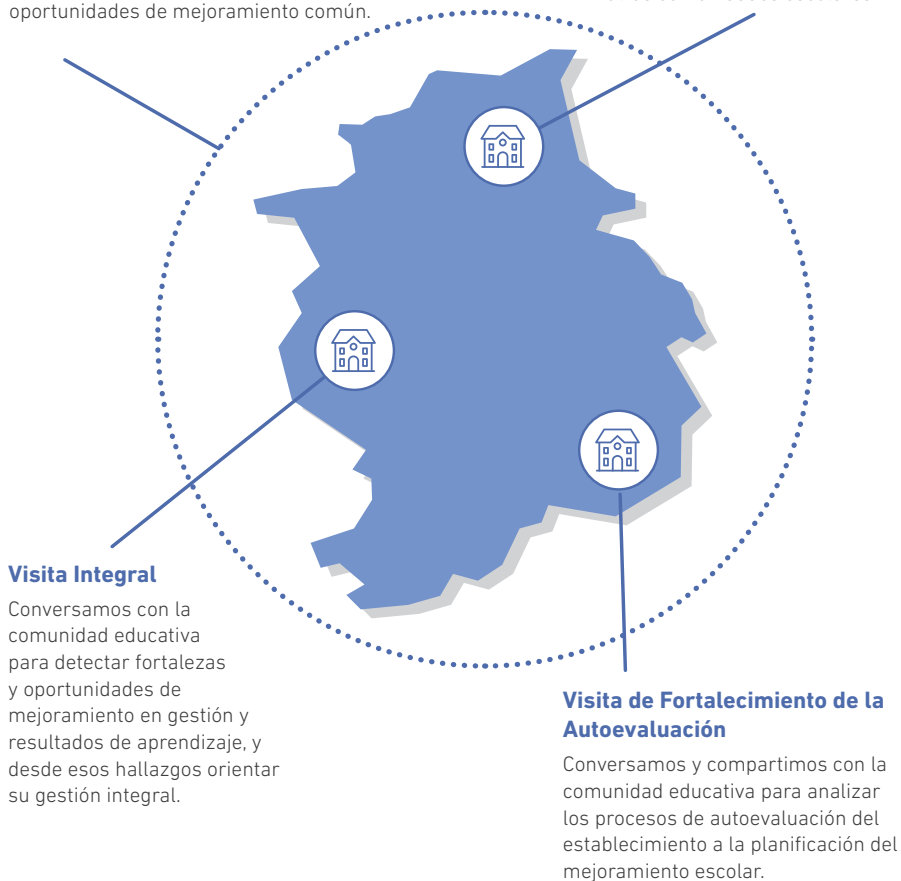 oportunidades de mejoramiento común.
Visita Integral
Conversamos con la
comunidad educativa
para detectar fortalezas
y oportunidades de
mejoramiento en gestión y
resultados de aprendizaje, y
desde esos hallazgos orientar
su gestión integral.
Visita de Fortalecimiento de la
Autoevaluación
Conversamos y compartimos con la
comunidad educativa para analizar
los procesos de autoevaluación del
establecimiento a la planificación del
mejoramiento escolar.